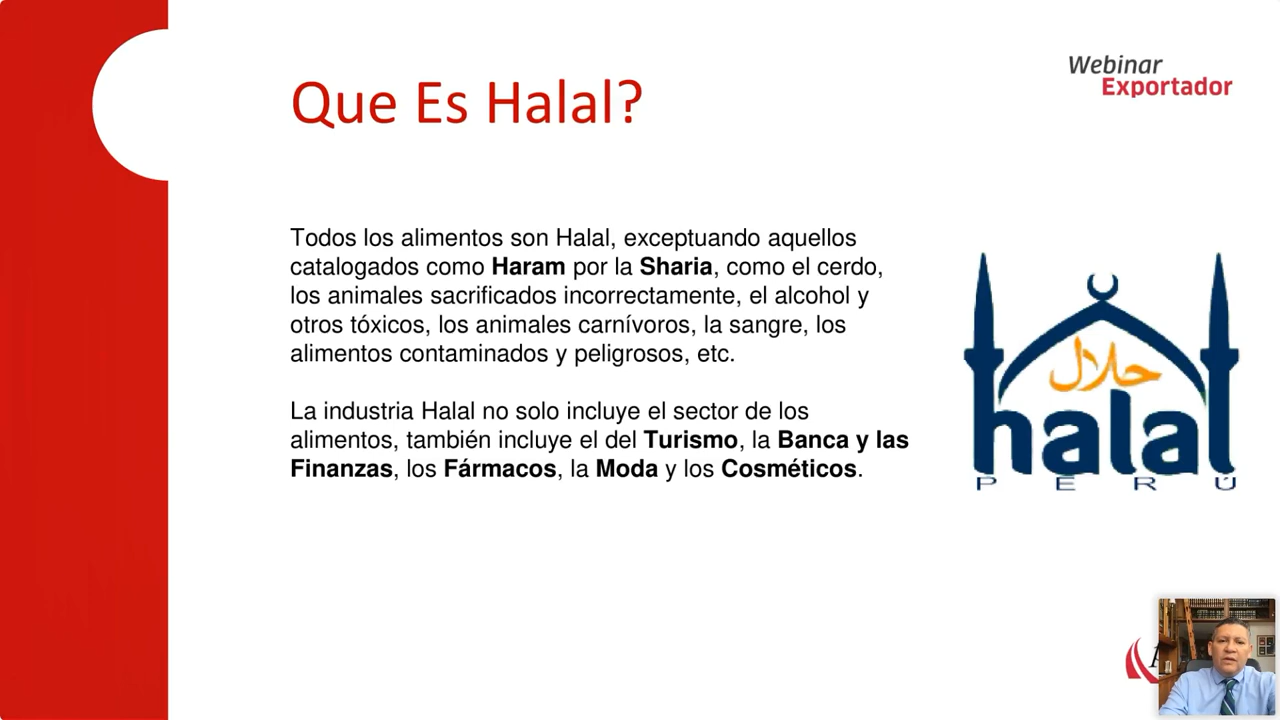 Que Es Halal?
Webinar
Exportador
Todos los alimentos son Halal, exceptuando aquellos
catalogados como Haram por la Sharia, como el cerdo,
los animales sacrificados incorrectamente, el alcohol y
otros tóxicos, los animales carnívoros, la sangre, los
alimentos contaminados y peligrosos, etc.
La industria Halal no solo incluye el sector de los
alimentos, también incluye el del Turismo, la Banca y las
Finanzas, los Fármacos, la Moda y los Cosméticos.
حلال
halal
PERÚ